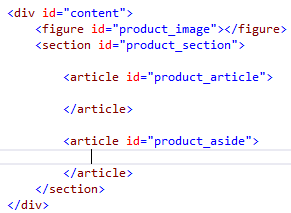 <div id="content">
<figure id="product_image"></figure>
<section id="product_section">
<article id="product_article">
</article>
<article id="product_aside">
</article>
</section>
</div>